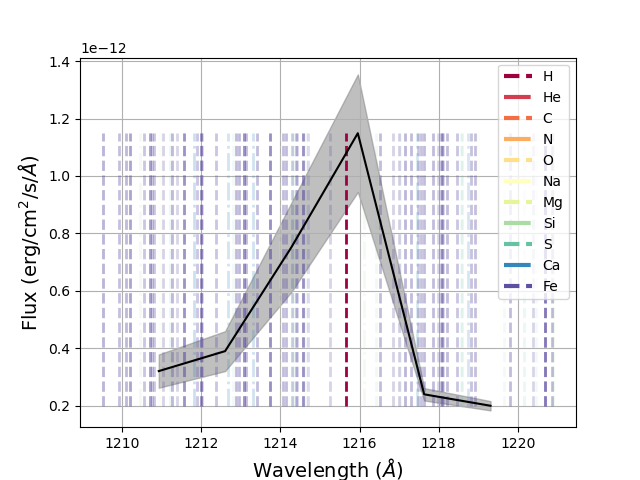 1e−12
1.4
1.2
1.0
0.8
0.6
0.4
0.2
Flux (erg/cm²/s/Å)
1210 1212 1214 1216 1218 1220
Wavelength (Å)
H
He
C
N
O
Na
Mg
Si
S
Ca
Fe